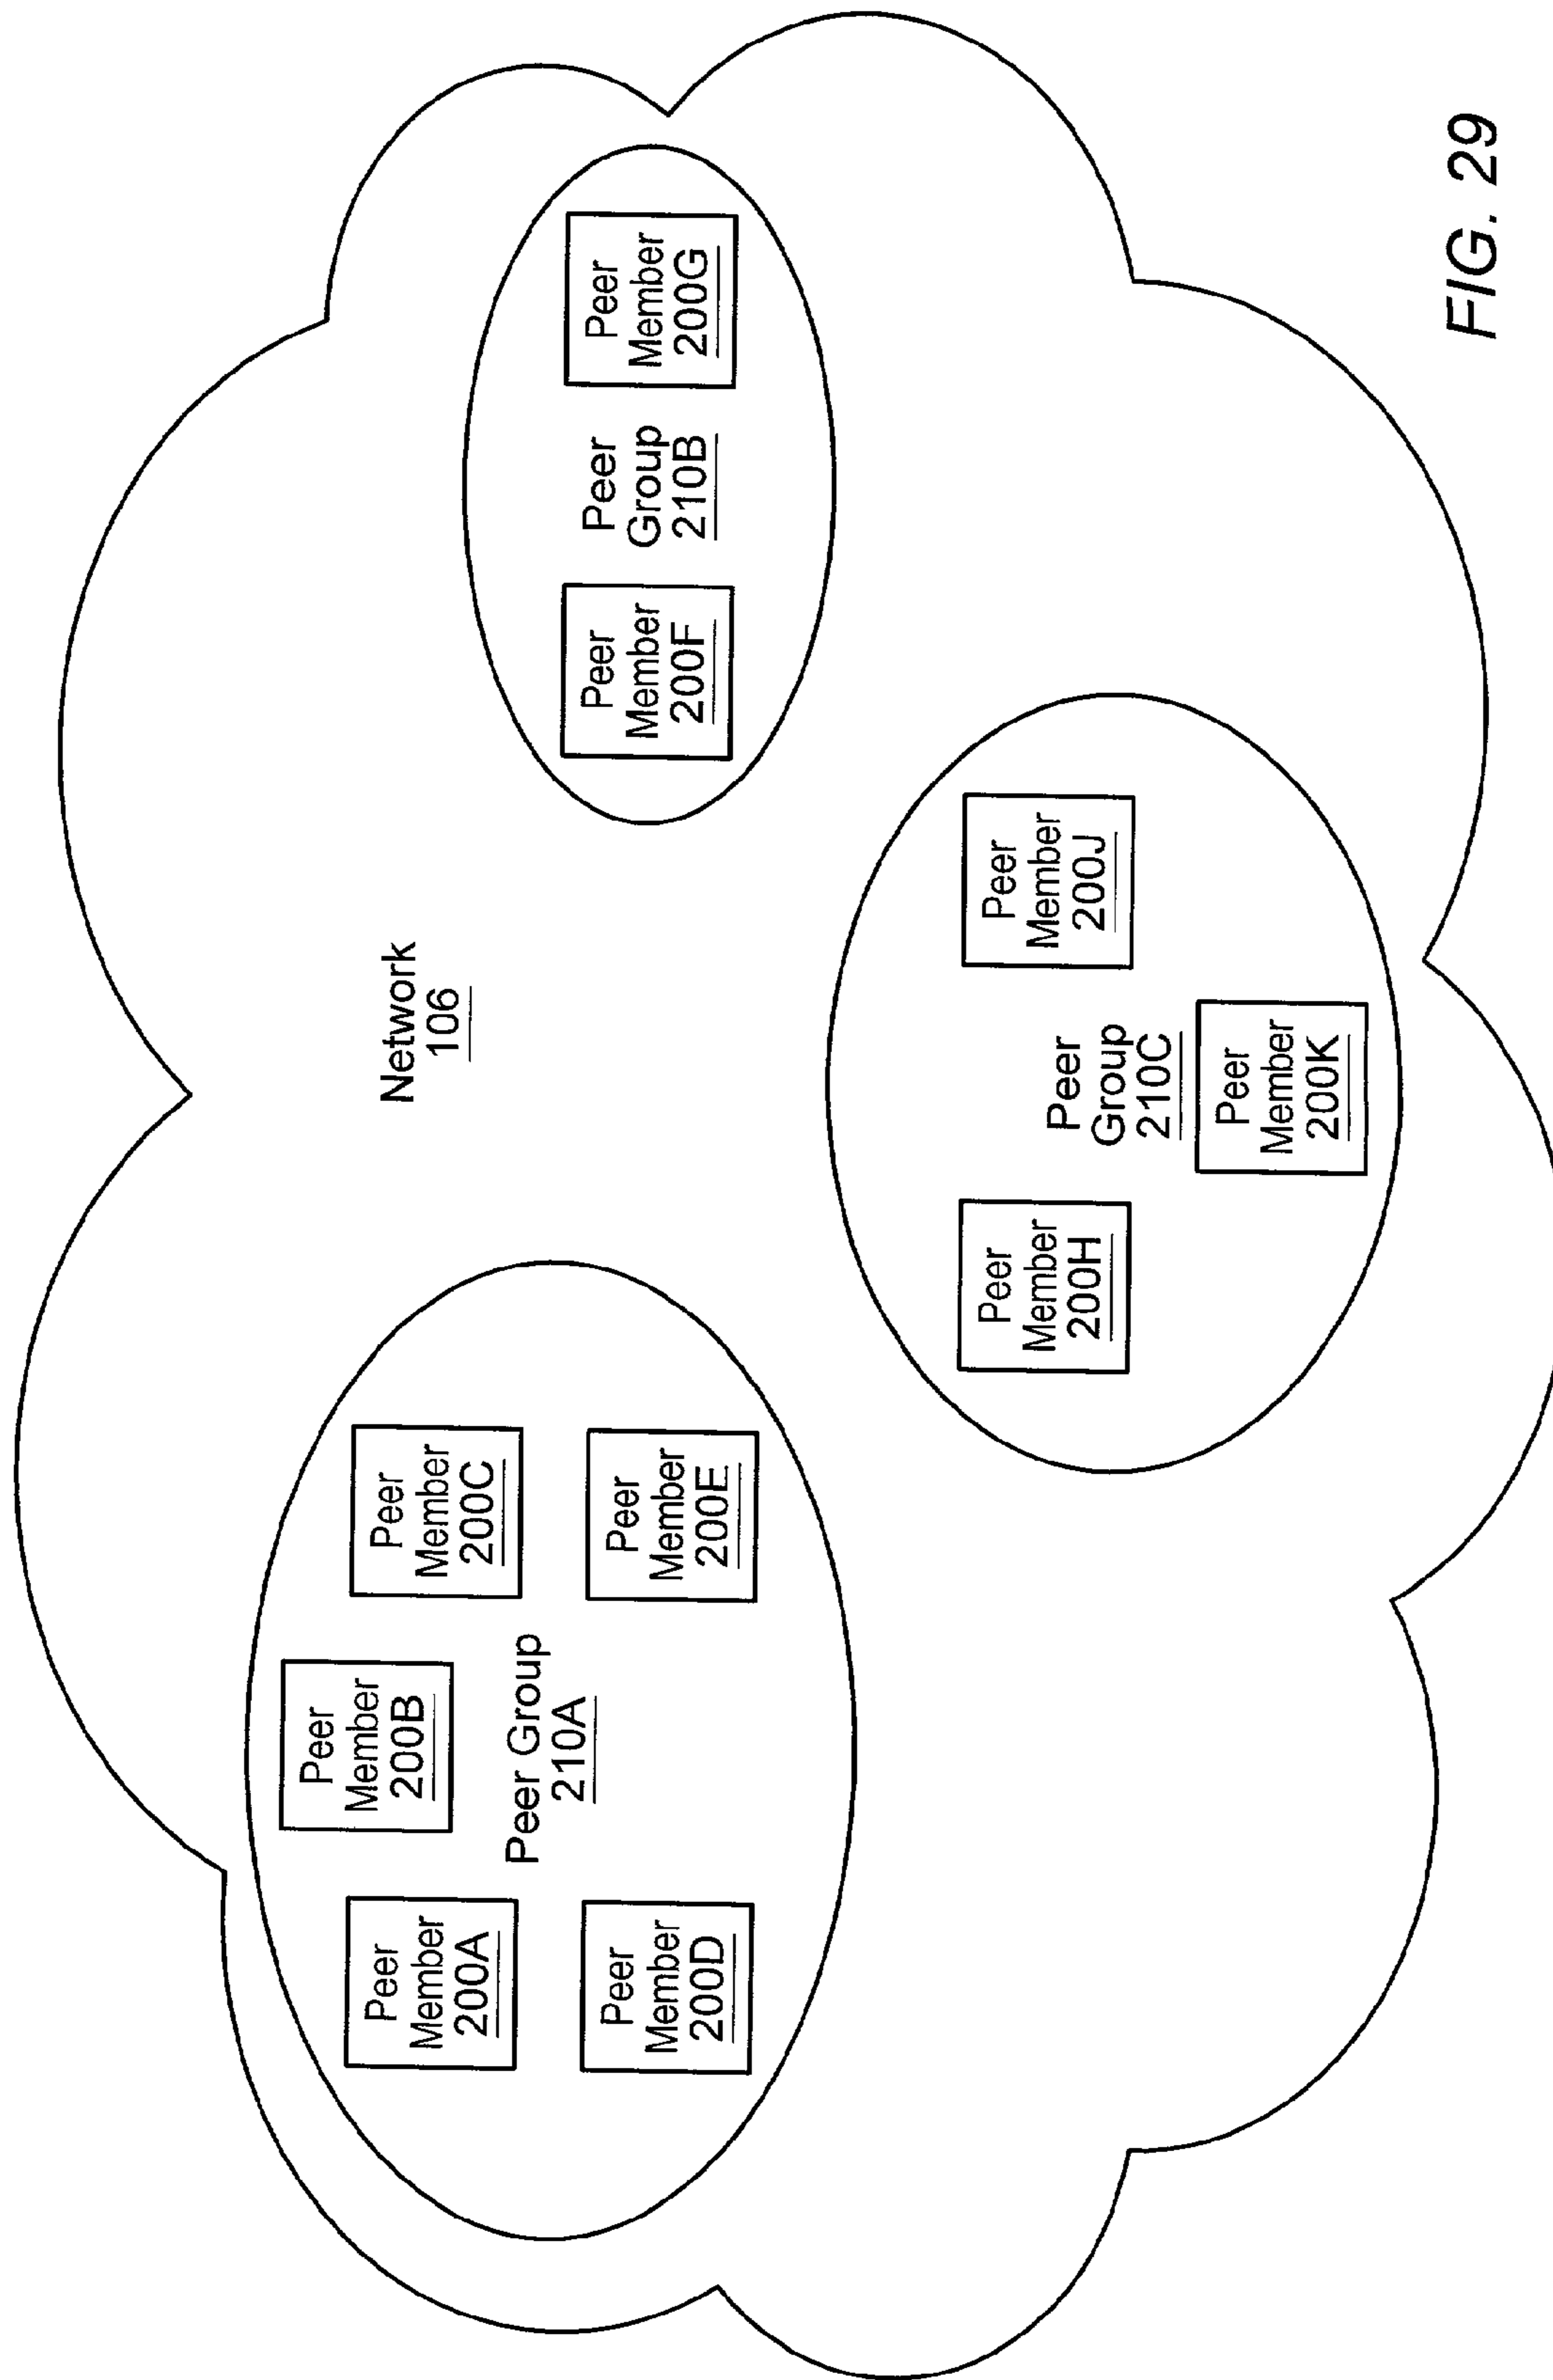 Network
106
Peer
Member
200A
Peer
Member
200B
Peer
Member
200C
Peer Group
210A
Peer
Member
200D
Peer
Member
200E
Peer
Member
200F
Peer
Group
210B
Peer
Member
200G
Peer
Member
200H
Peer
Group
210C
Peer
Member
200J
Peer
Member
200K
FIG. 29